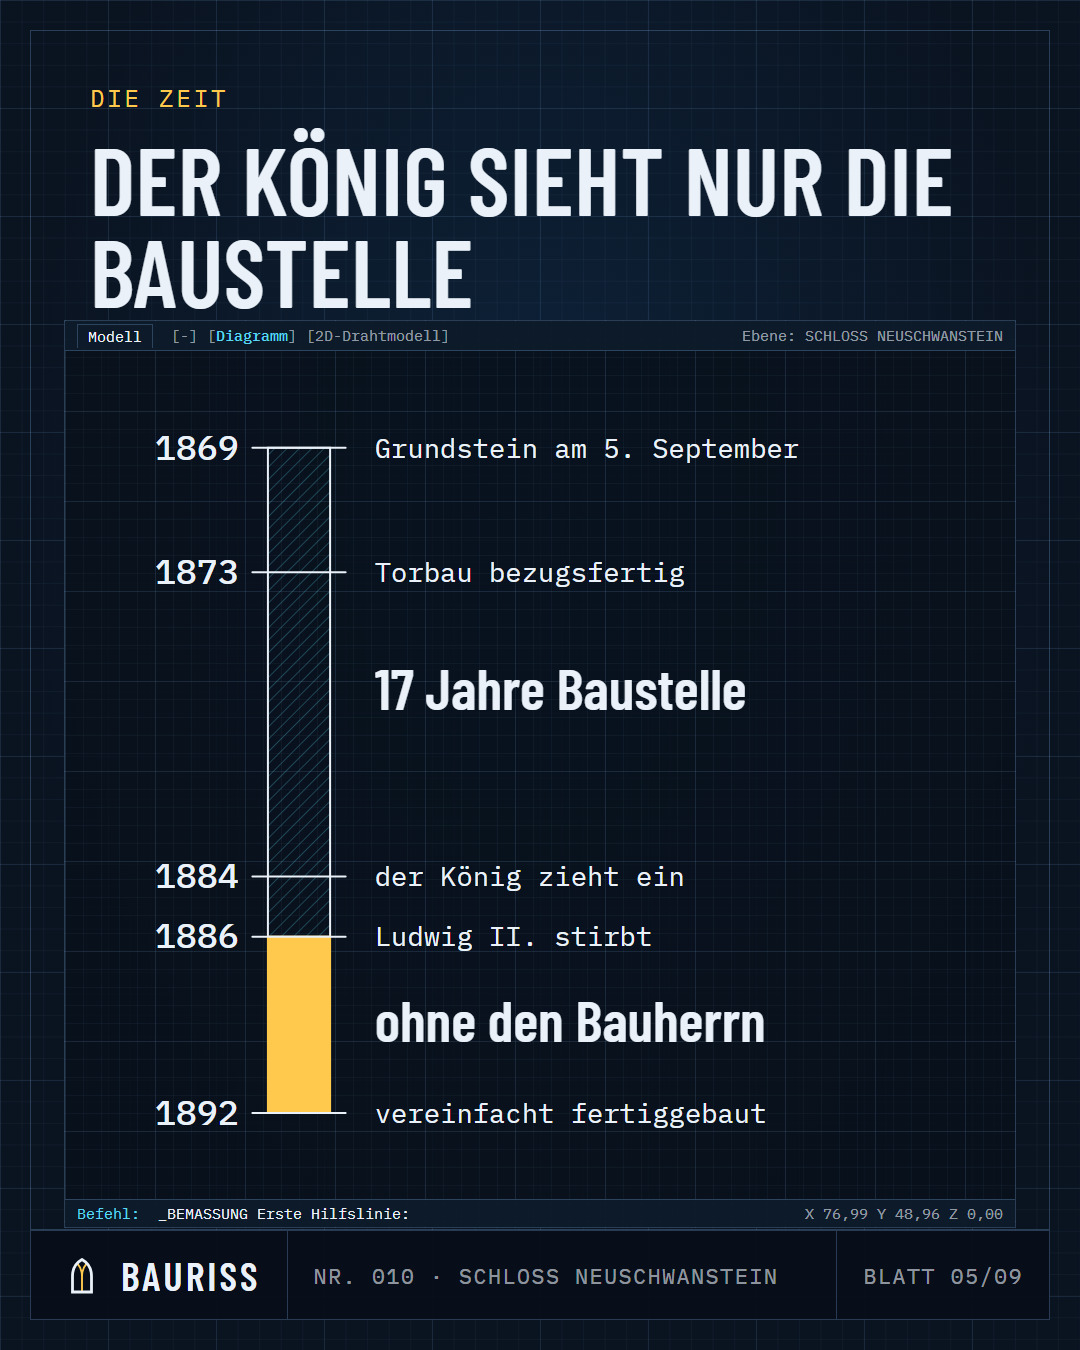 DIE ZEIT
DER KÖNIG SIEHT NUR DIE
BAUSTELLE
Modell [-] [Diagramm] [2D-Drahtmodell] Ebene: SCHLOSS NEUSCHWANSTEIN
1869 Grundstein am 5. September
1873 Torbau bezugsfertig
17 Jahre Baustelle
1884 der König zieht ein
1886 Ludwig II. stirbt
ohne den Bauherrn
1892 vereinfacht fertiggebaut
Befehl: _BEMASSUNG Erste Hilfslinie: X 76,99 Y 48,96 Z 0,00
BAURISS NR. 010 · SCHLOSS NEUSCHWANSTEIN BLATT 05/09